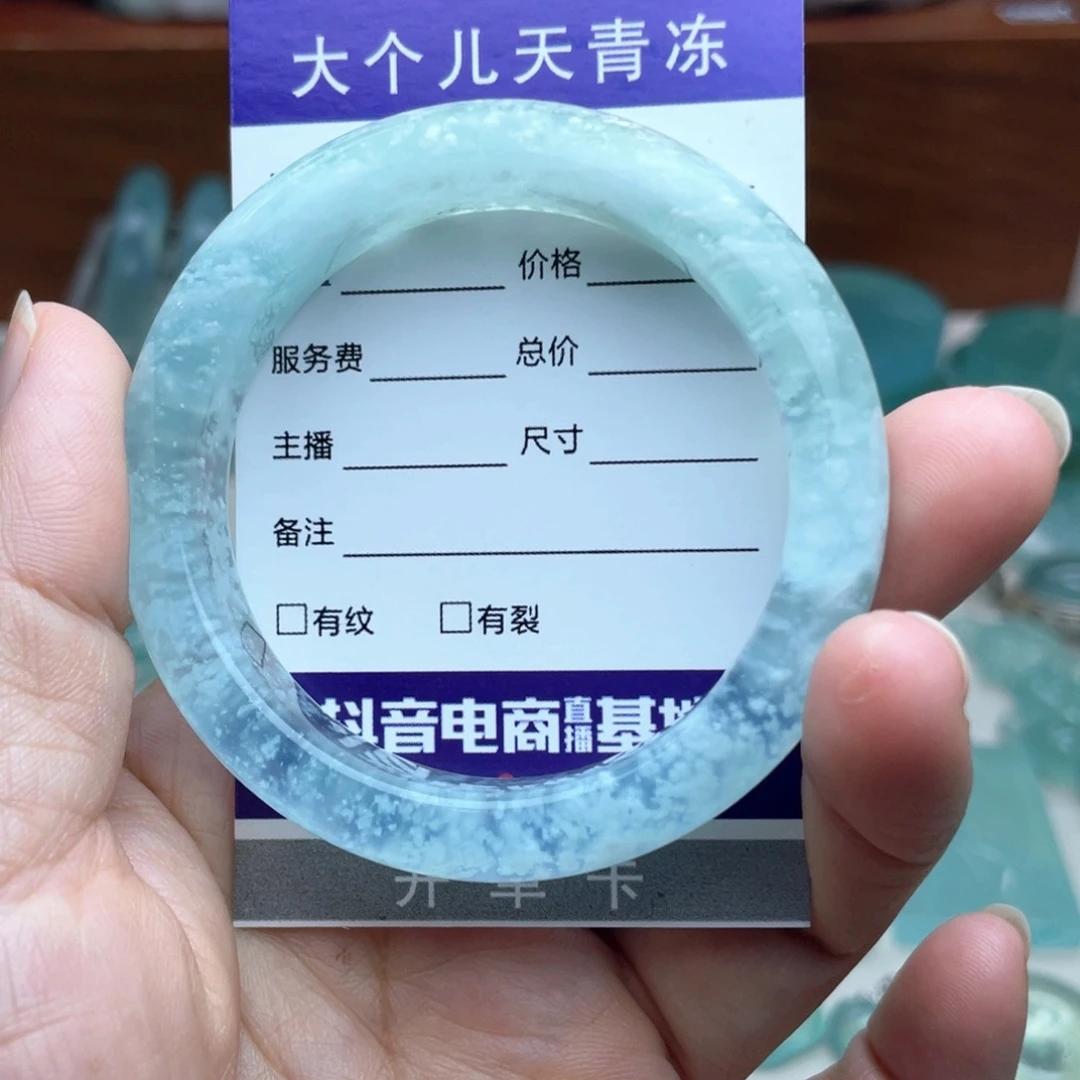 大个儿天青冻
价格
服务费 总价
主播 尺寸
备注
□有纹 □有裂
抖音电商直播基地